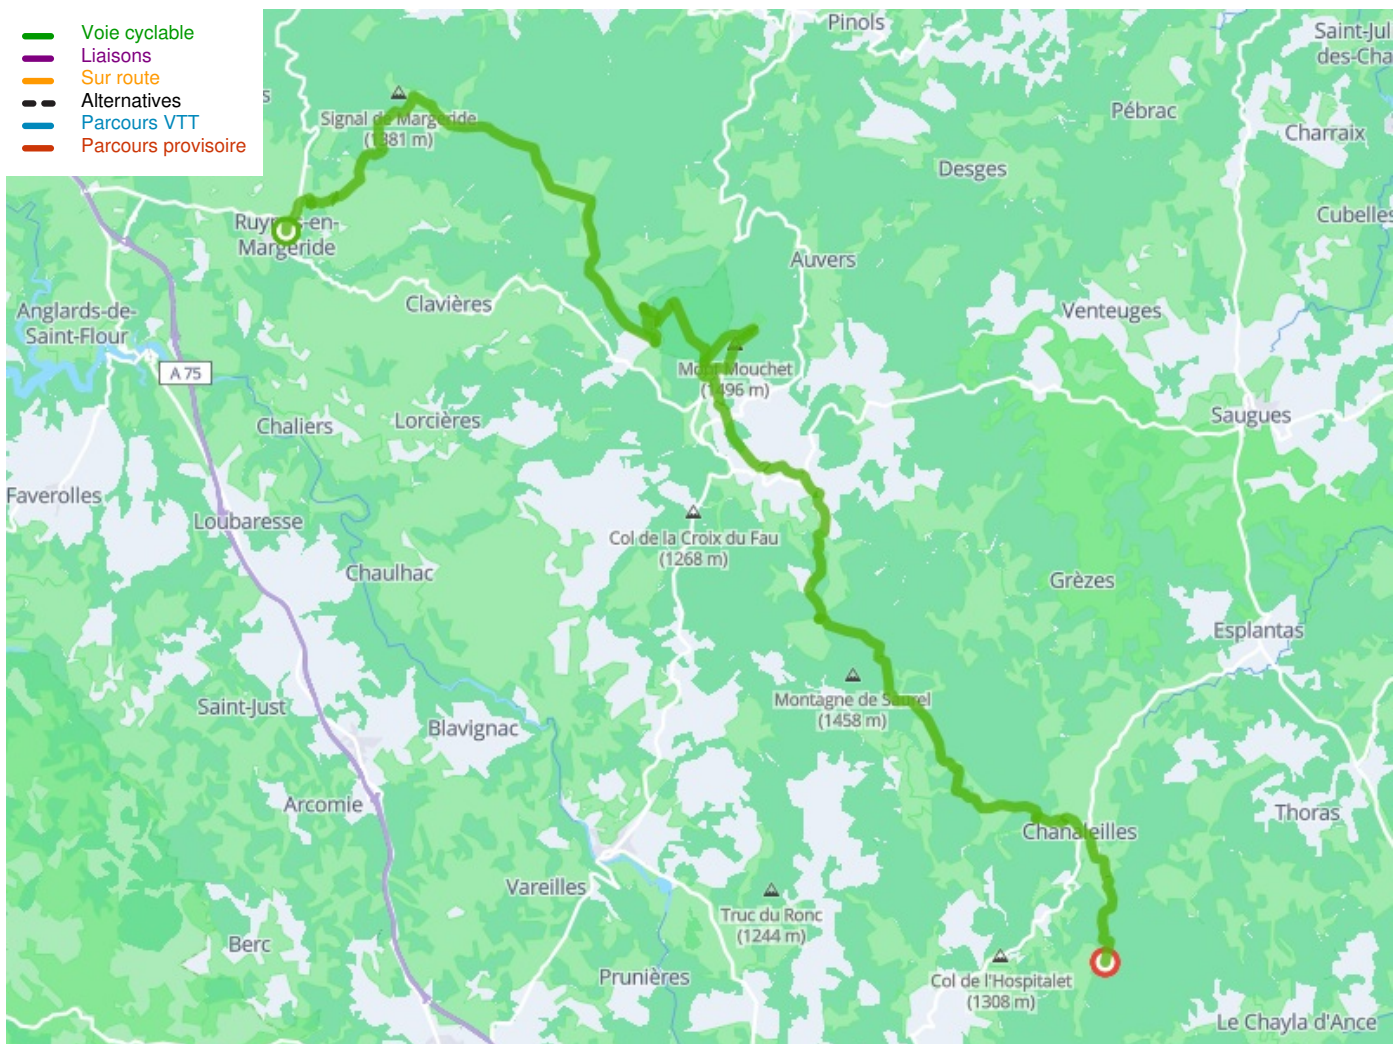 Voie cyclable
Liaisons
Sur route
Alternatives
Parcours VTT
Parcours provisoire
Pinols
Saint-Jul
des-Cha
s
Signal de Margeride
(1381 m)
Pébrac
Charraix
Desges
Cubelles
Ruynes-en-
Margeride
Auvers
Clavières
Anglards-de-
Saint-Flour
Venteuges
A 75
Mont Mouchet
(1496 m)
Chaliers
Lorcières
Saugues
Faverolles
Loubaresse
Col de la Croix du Fau
(1268 m)
Chaulhac
Grèzes
Esplantas
Saint-Just
Montagne de Saurel
(1458 m)
Blavignac
Arcomie
Thoras
Chanaleilles
Vareilles
Truc du Ronc
(1244 m)
Berc
Prunières
Col de l'Hospitalet
(1308 m)
Le Chayla d'Ance